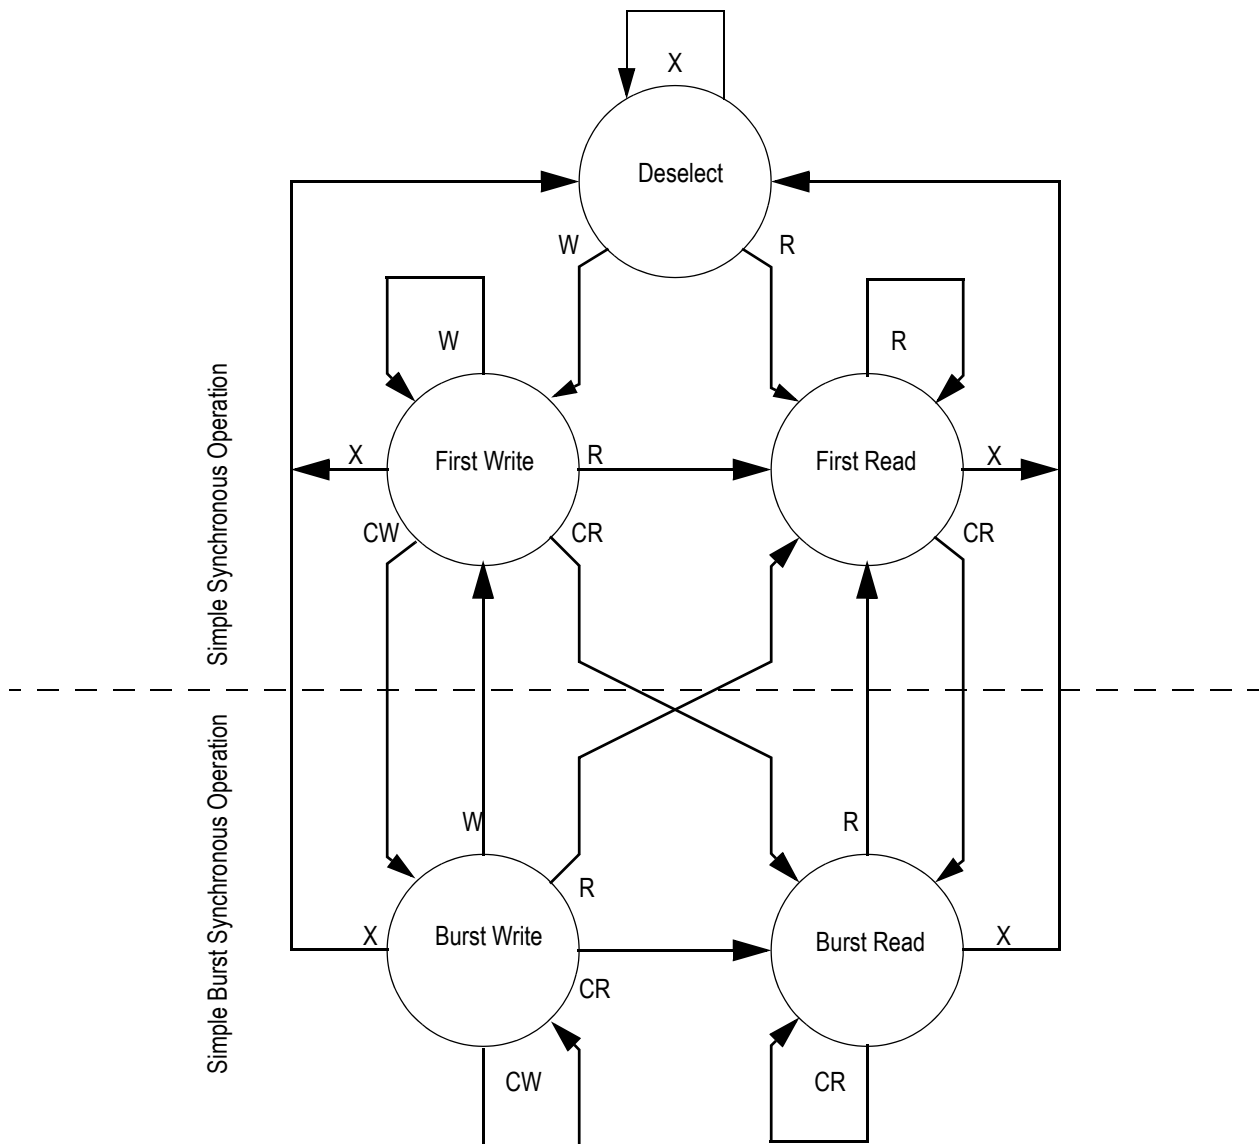 X
Deselect
W
R
W
R
Simple Synchronous Operation
First Write
First Read
X
R
X
CW
CR
CR
Simple Burst Synchronous Operation
W
R
R
Burst Write
Burst Read
X
X
CR
CW
CR